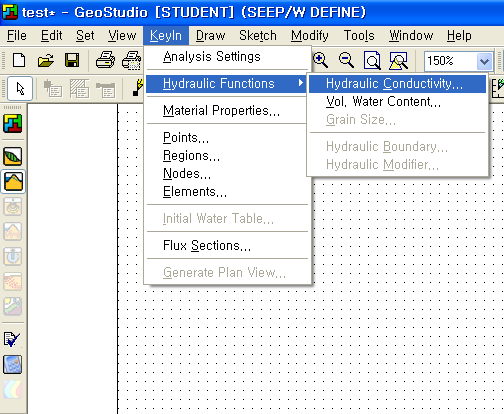 test* - GeoStudio [STUDENT] (SEEP/W DEFINE)
File Edit Set View KeyIn Draw Sketch Modify Tools Window Help
150%
Analysis Settings
Hydraulic Functions
Material Properties...
Points...
Regions...
Nodes...
Elements...
Initial Water Table...
Flux Sections...
Generate Plan View...
Hydraulic Conductivity...
Vol. Water Content...
Grain Size...
Hydraulic Boundary...
Hydraulic Modifier...